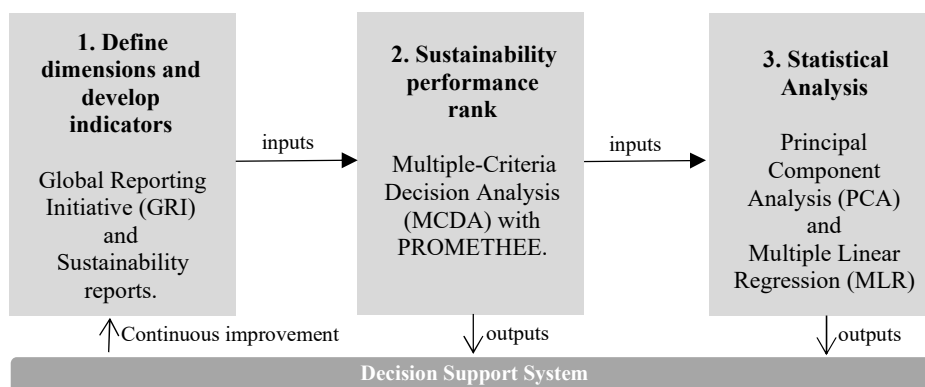 1. Define
dimensions and
develop
indicators
Global Reporting
Initiative (GRI)
and
Sustainability
reports.
inputs
2. Sustainability
performance
rank
Multiple-Criteria
Decision Analysis
(MCDA) with
PROMETHEE.
inputs
3. Statistical
Analysis
Principal
Component
Analysis (PCA)
and
Multiple Linear
Regression (MLR)
Continuous improvement
outputs
outputs
Decision Support System